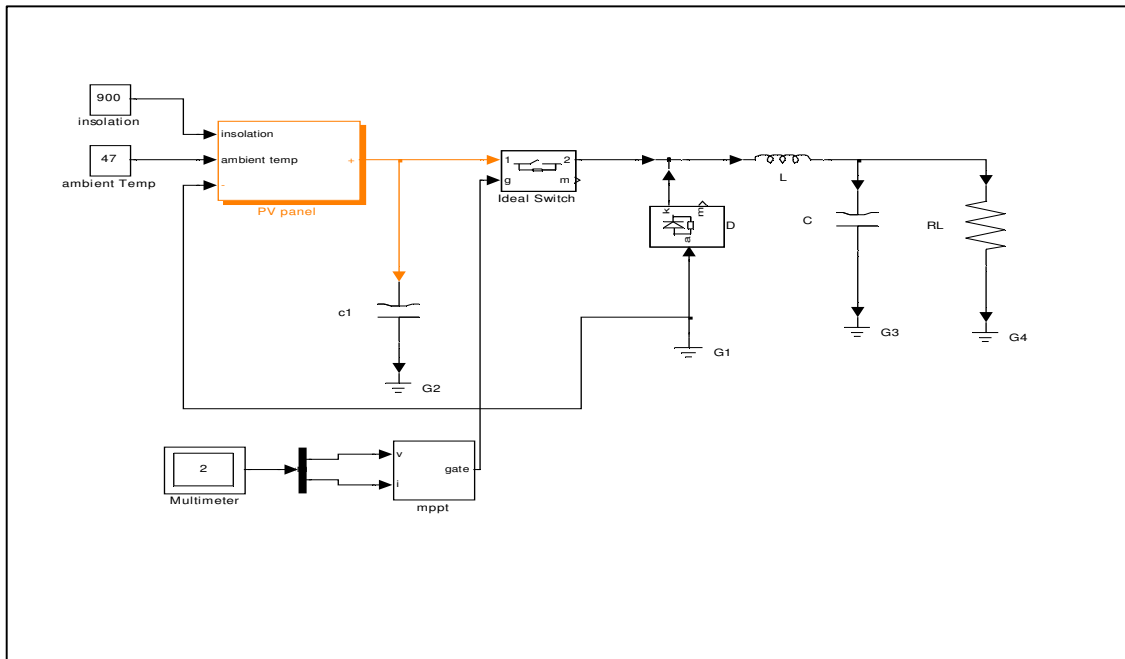 900
insolation
47
ambient Temp
insolation
ambient temp
-
+
PV panel
1
2
g
m
Ideal Switch
c1
G2
k
m
a
D
G1
L
C
G3
RL
G4
2
Multimeter
v
i
gate
mppt